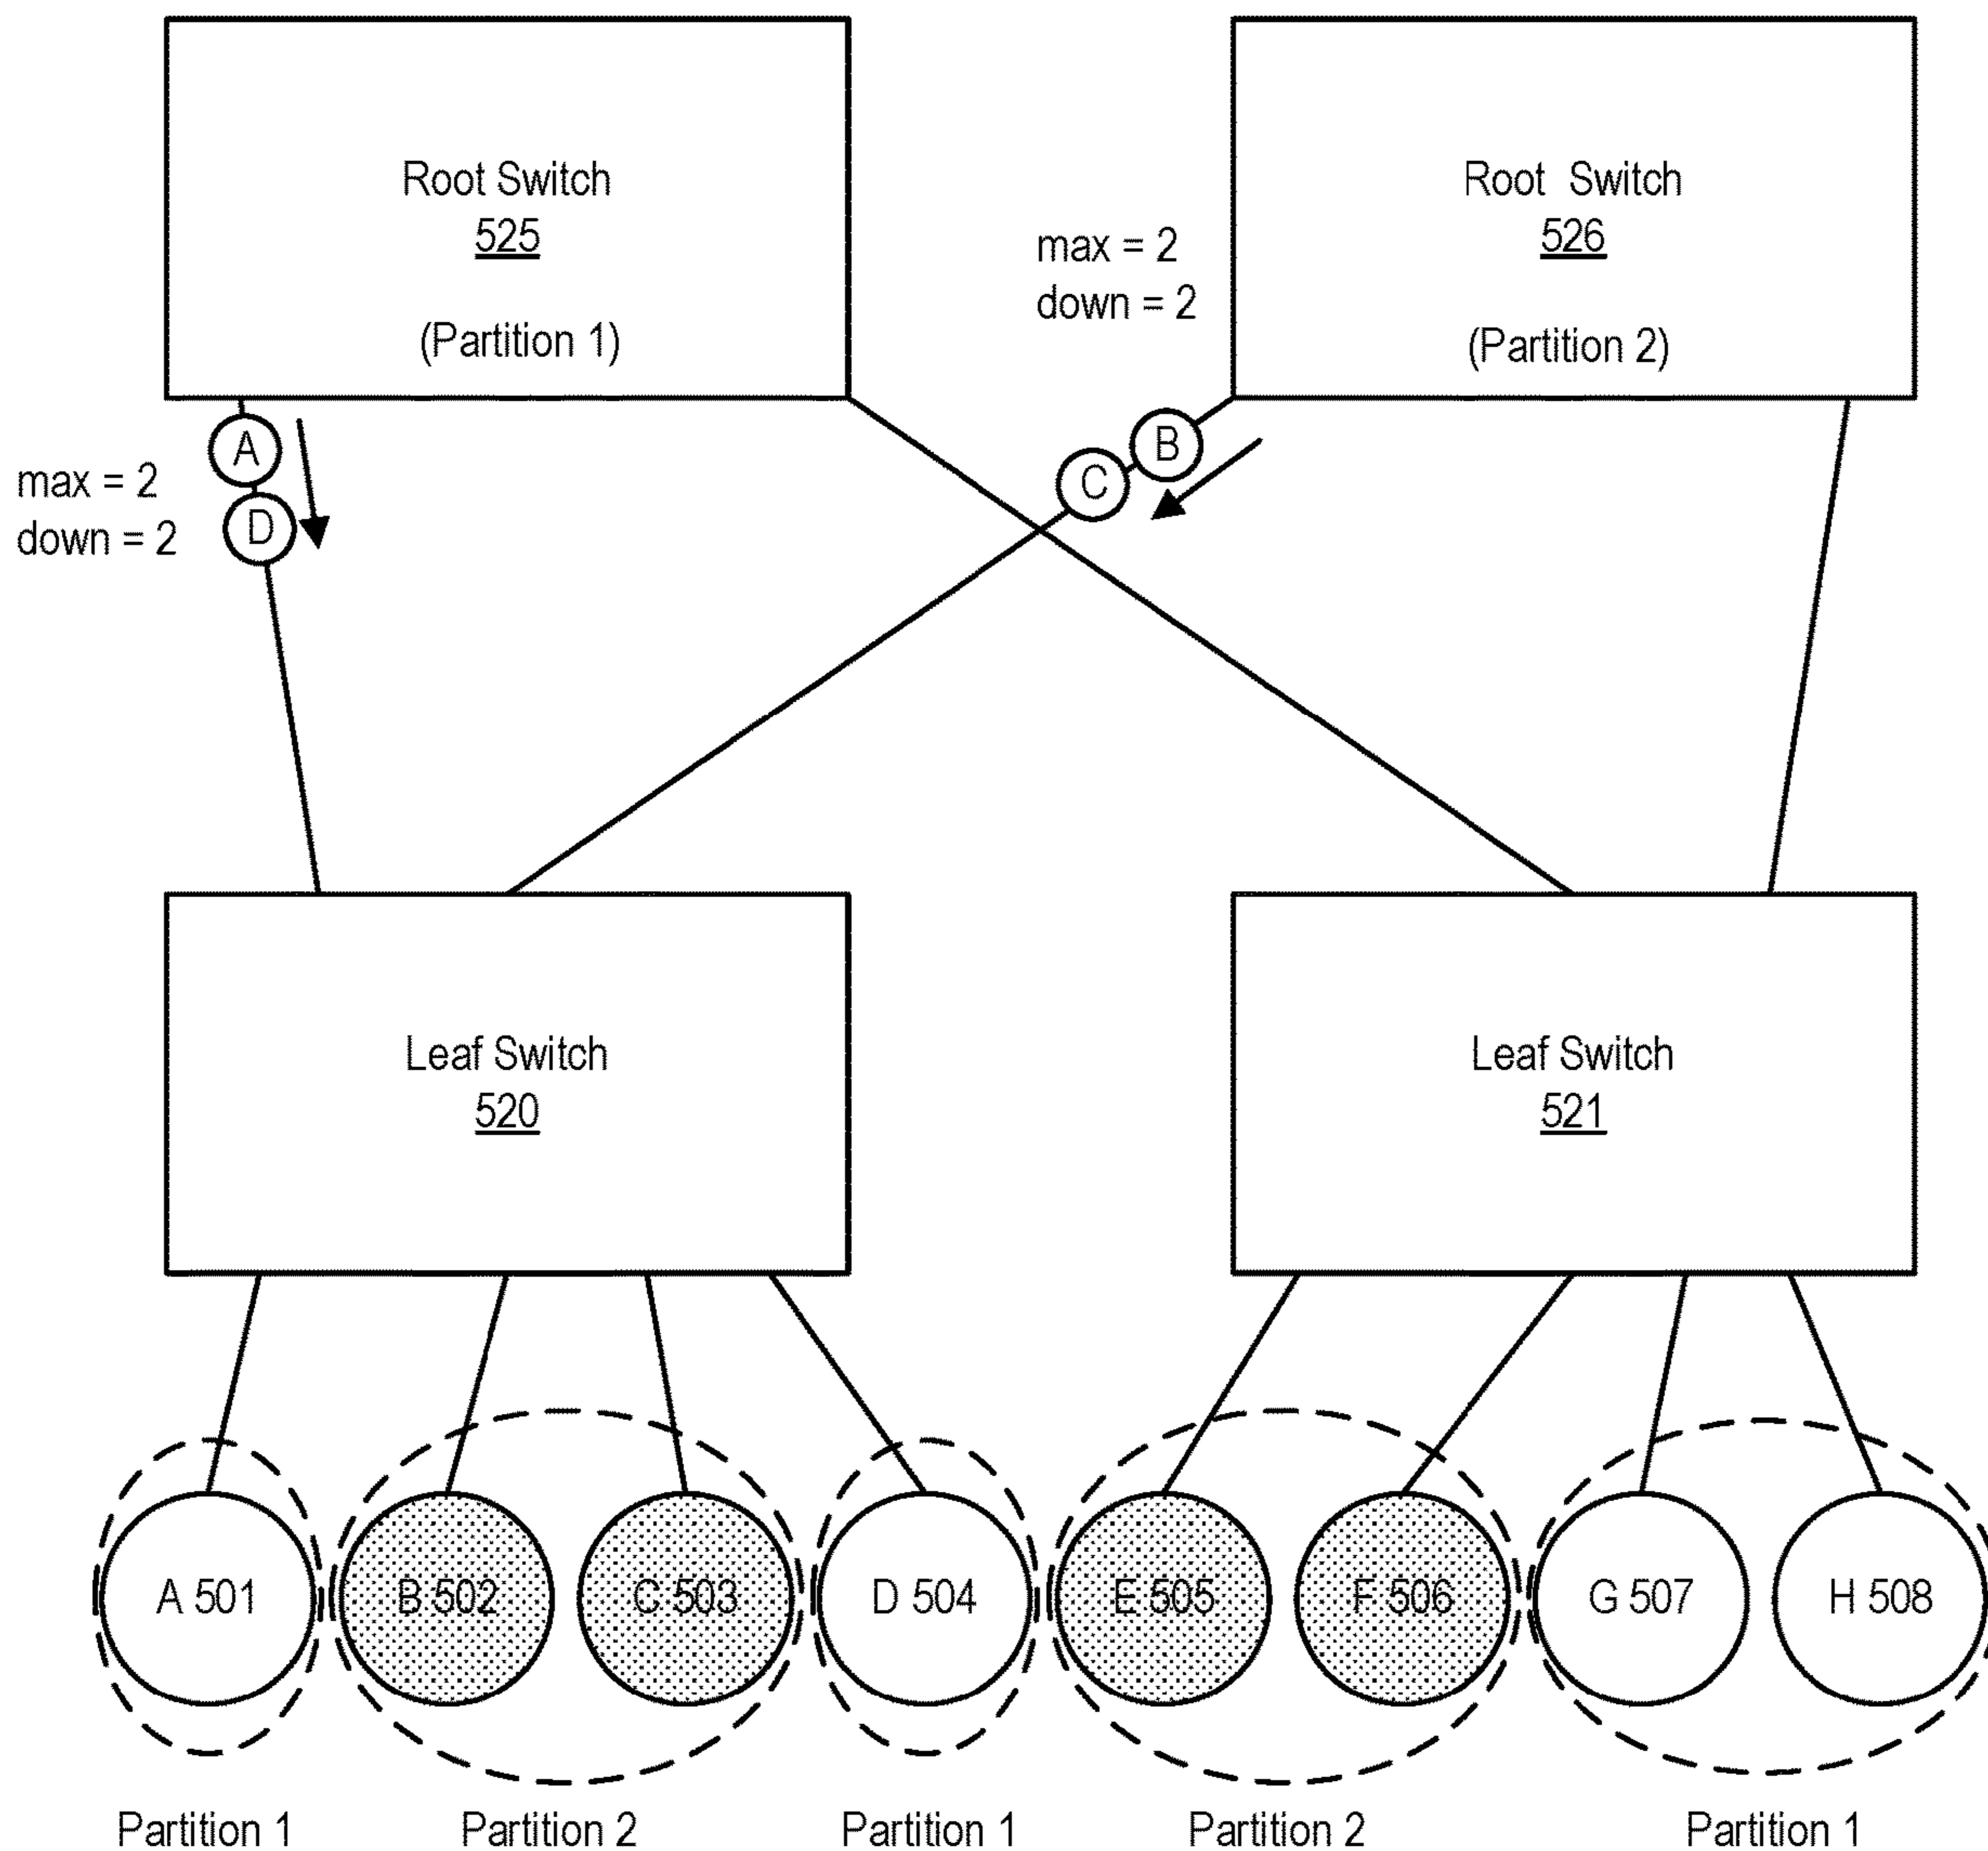 Root Switch
525
(Partition 1)
Root Switch
526
(Partition 2)
max = 2
down = 2
A
D
max = 2
down = 2
B
C
Leaf Switch
520
Leaf Switch
521
A 501
B 502
C 503
D 504
E 505
F 506
G 507
H 508
Partition 1
Partition 2
Partition 1
Partition 2
Partition 1